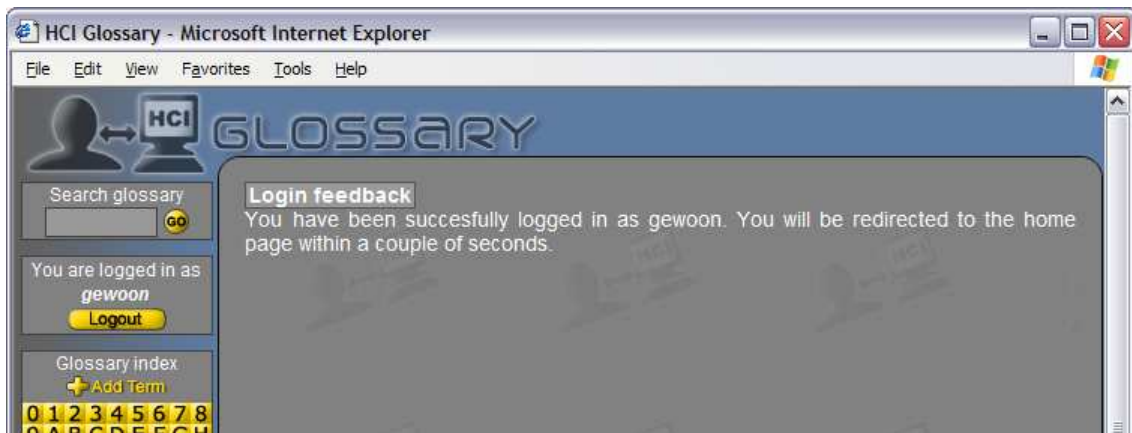 HCI Glossary - Microsoft Internet Explorer
File Edit View Favorites Tools Help
HCI GLOSSARY
Search glossary
GO
You are logged in as
gewoon
Logout
Glossary index
Add Term
0 1 2 3 4 5 6 7 8
9 A B C D E F G H
Login feedback
You have been succesfully logged in as gewoon. You will be redirected to the home
page within a couple of seconds.